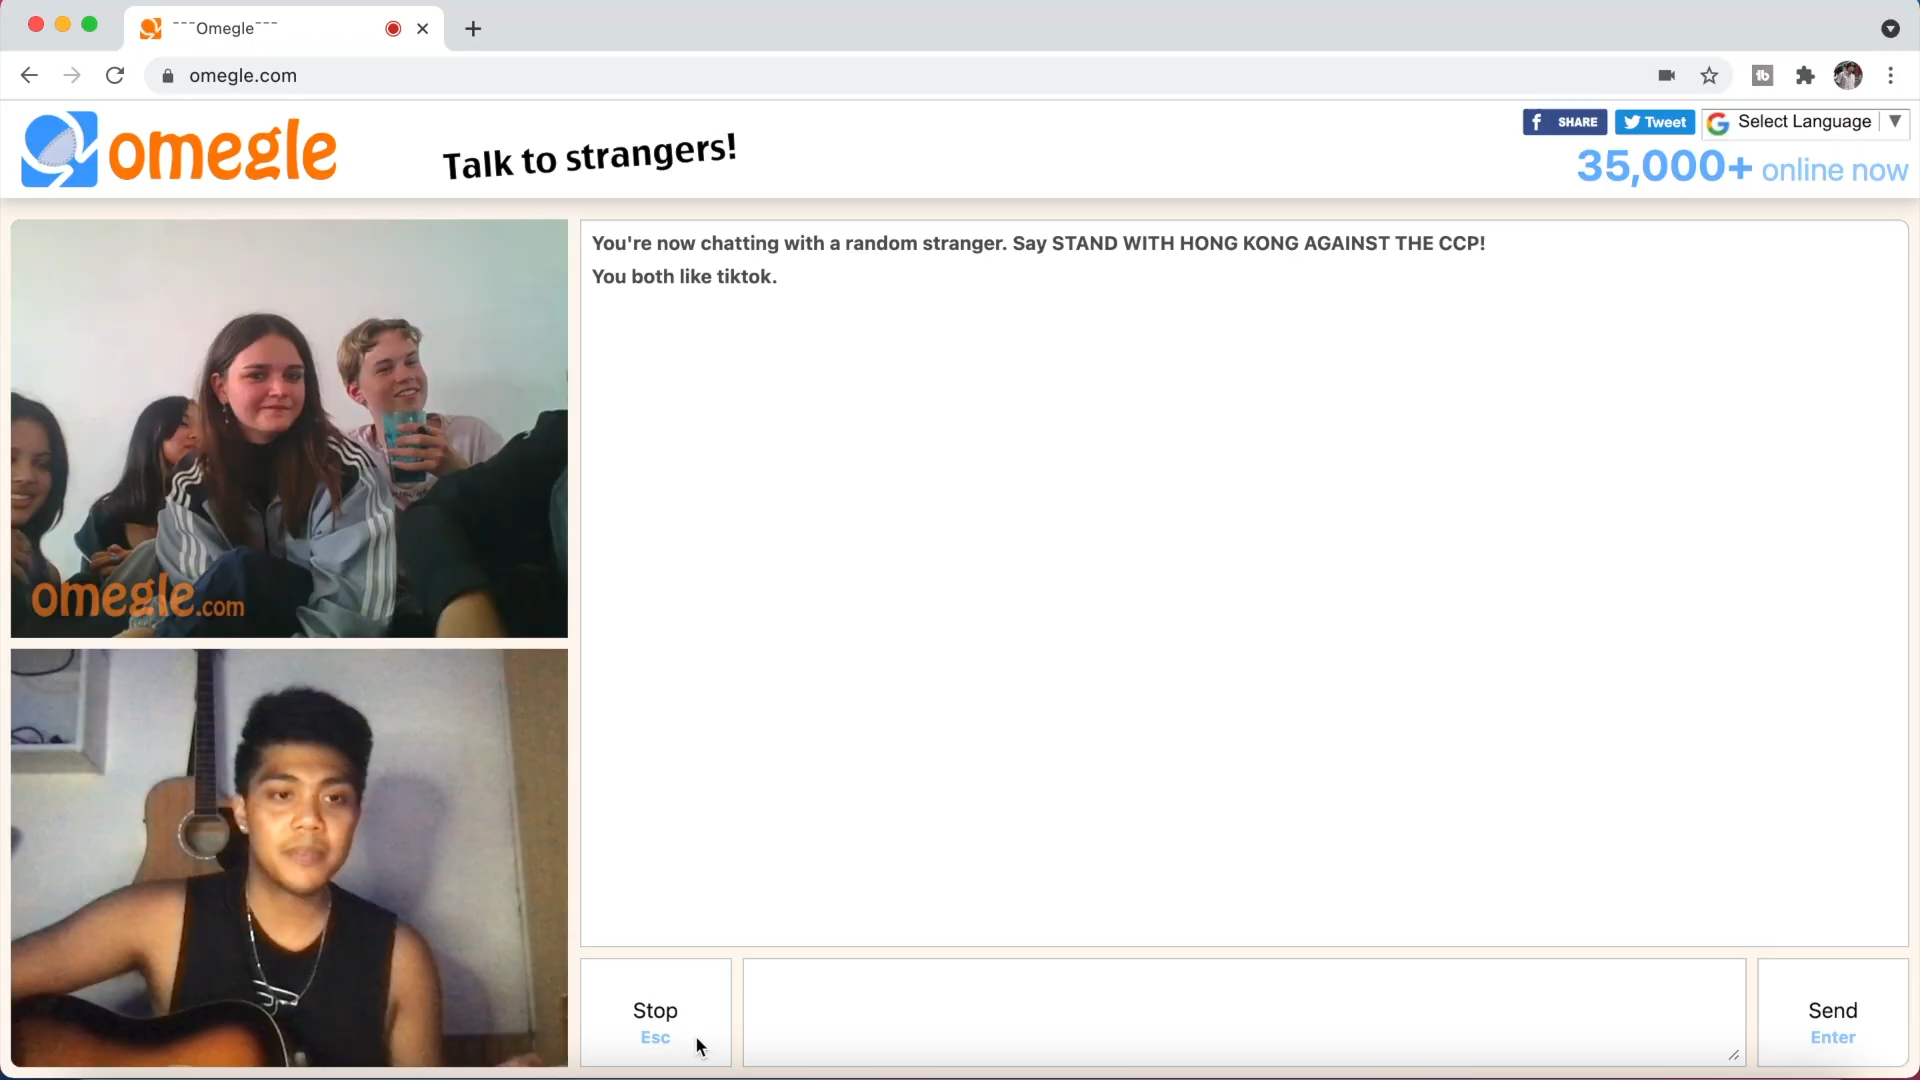 ---Omegle---
omegle.com
omegle
Talk to strangers!
f SHARE
Tweet
Select Language ▼
35,000+ online now
You're now chatting with a random stranger. Say STAND WITH HONG KONG AGAINST THE CCP!
You both like tiktok.
omegle.com
Stop
Esc
Send
Enter